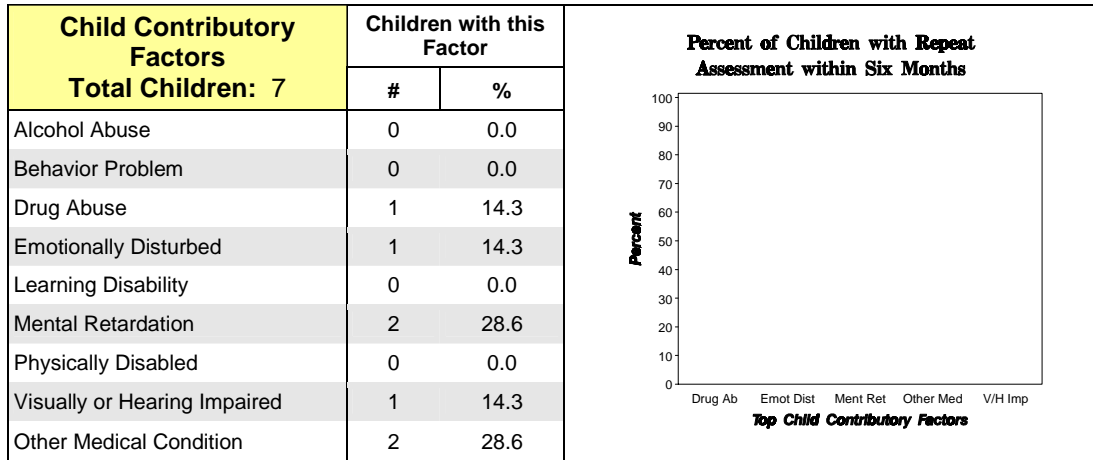 Child Contributory
Factors
Total Children: 7
Children with this
Factor
# %
Alcohol Abuse 0 0.0
Behavior Problem 0 0.0
Drug Abuse 1 14.3
Emotionally Disturbed 1 14.3
Learning Disability 0 0.0
Mental Retardation 2 28.6
Physically Disabled 0 0.0
Visually or Hearing Impaired 1 14.3
Other Medical Condition 2 28.6
Percent of Children with Repeat
Assessment within Six Months
100
90
80
70
60
50
40
30
20
10
0
Percent
Drug Ab Emot Dist Ment Ret Other Med V/H Imp
Top Child Contributory Factors